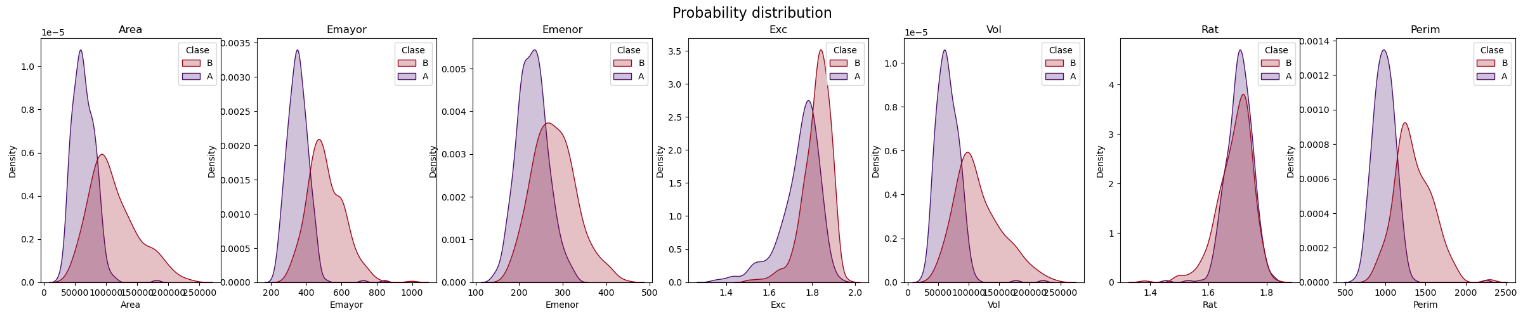 Probability distribution
Area
1e−5
Clase
B
A
Density
0.0
0.2
0.4
0.6
0.8
1.0
0 50000 100000 150000 200000 250000
Area
Emayor
Clase
B
A
Density
0.0000
0.0005
0.0010
0.0015
0.0020
0.0025
0.0030
0.0035
200 400 600 800 1000
Emayor
Emenor
Clase
B
A
Density
0.000
0.001
0.002
0.003
0.004
0.005
100 200 300 400 500
Emenor
Exc
Clase
B
A
Density
0.0
0.5
1.0
1.5
2.0
2.5
3.0
3.5
1.4 1.6 1.8 2.0
Exc
Vol
1e−5
Clase
B
A
Density
0.0
0.2
0.4
0.6
0.8
1.0
0 50000 100000 150000 200000 250000
Vol
Rat
Clase
B
A
Density
0
1
2
3
4
1.4 1.6 1.8
Rat
Perim
Clase
B
A
Density
0.0000
0.0002
0.0004
0.0006
0.0008
0.0010
0.0012
0.0014
500 1000 1500 2000 2500
Perim